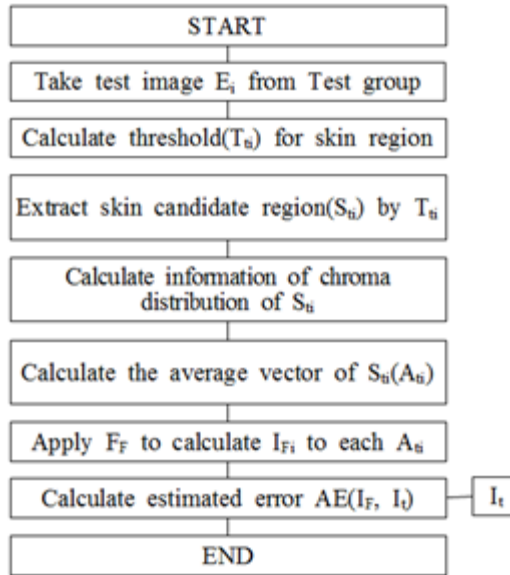 START
Take test image Eᵢ from Test group
Calculate threshold(Tₜᵢ) for skin region
Extract skin candidate region(Sₜᵢ) by Tₜᵢ
Calculate information of chroma
distribution of Sₜᵢ
Calculate the average vector of Sₜᵢ(Aₜᵢ)
Apply F_F to calculate I_Fi to each Aₜᵢ
Calculate estimated error AE(I_F, Iₜ)
Iₜ
END